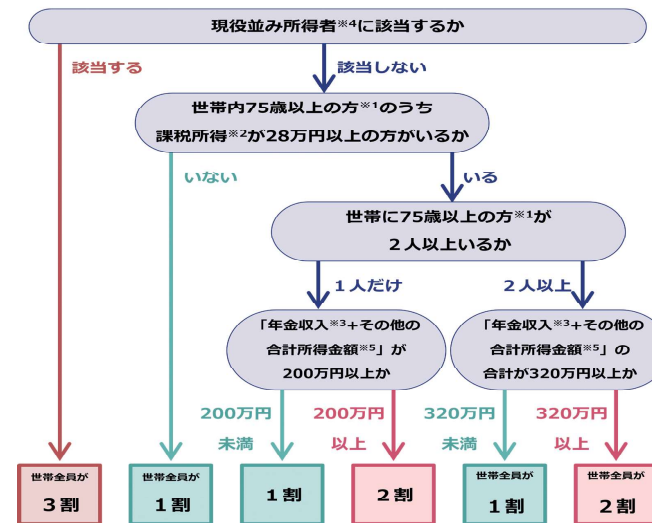 現役並み所得者※4に該当するか
該当する
該当しない
世帯内75歳以上の方※1のうち
課税所得※2が28万円以上の方がいるか
いない
いる
世帯に75歳以上の方※1が
2人以上いるか
1人だけ
2人以上
「年金収入※3+その他の
合計所得金額※5」が
200万円以上か
「年金収入※3+その他の
合計所得金額※5」の
合計が320万円以上か
200万円
未満
200万円
以上
320万円
未満
320万円
以上
世帯全員が
3割
世帯全員が
1割
1割
2割
世帯全員が
1割
世帯全員が
2割